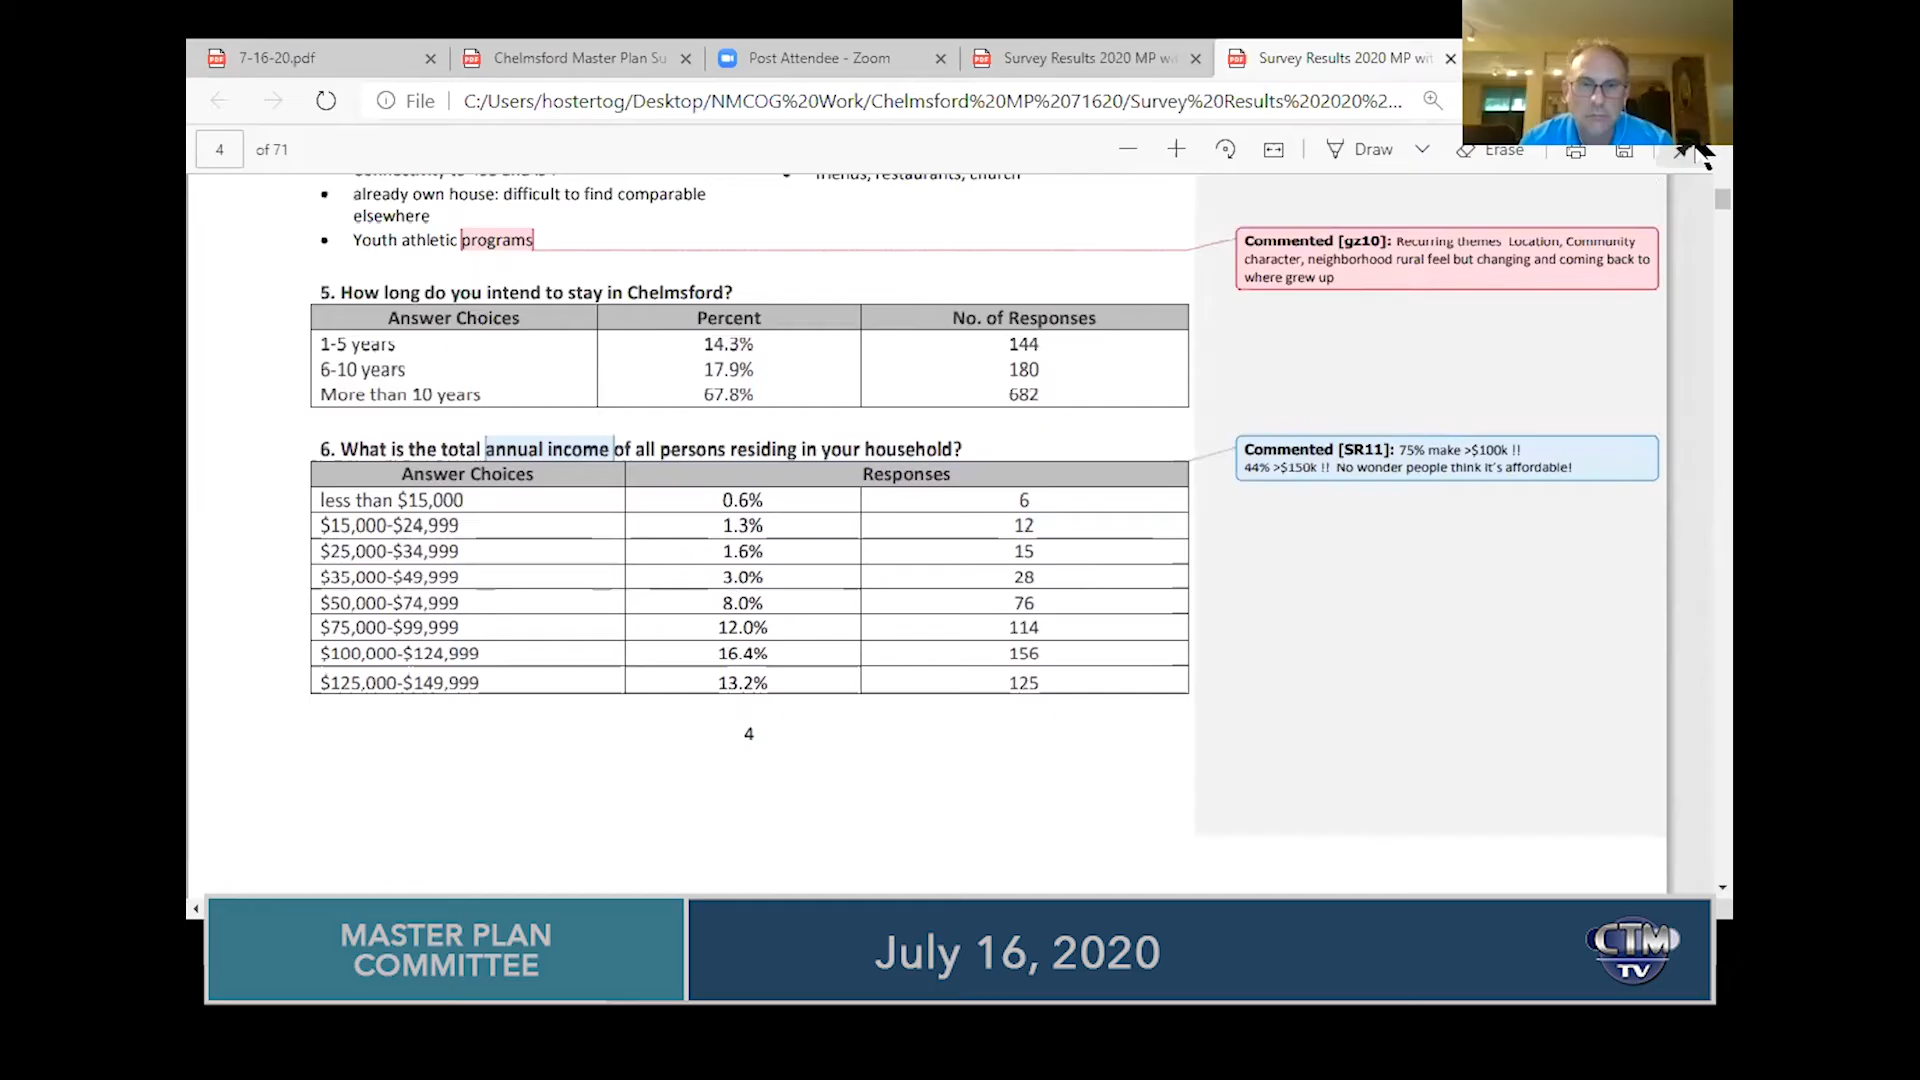 7-16-20.pdf
Chelmsford Master Plan Su
Post Attendee - Zoom
Survey Results 2020 MP wi
Survey Results 2020 MP wit
File
C:/Users/hostertog/Desktop/NMCOG%20Work/Chelmsford%20MP%2071620/Survey%20Results%202020%2...
4 of 71
Draw
Erase
friends, restaurants, church
• already own house: difficult to find comparable
elsewhere
• Youth athletic programs
Commented [gz10]: Recurring themes Location, Community
character, neighborhood rural feel but changing and coming back to
where grew up
5. How long do you intend to stay in Chelmsford?
Answer Choices Percent No. of Responses
1-5 years 14.3% 144
6-10 years 17.9% 180
More than 10 years 67.8% 682
6. What is the total annual income of all persons residing in your household?
Commented [SR11]: 75% make >$100k !!
44% >$150k !! No wonder people think it's affordable!
Answer Choices Responses
less than $15,000 0.6% 6
$15,000-$24,999 1.3% 12
$25,000-$34,999 1.6% 15
$35,000-$49,999 3.0% 28
$50,000-$74,999 8.0% 76
$75,000-$99,999 12.0% 114
$100,000-$124,999 16.4% 156
$125,000-$149,999 13.2% 125
4
MASTER PLAN
COMMITTEE
July 16, 2020
CTM
TV